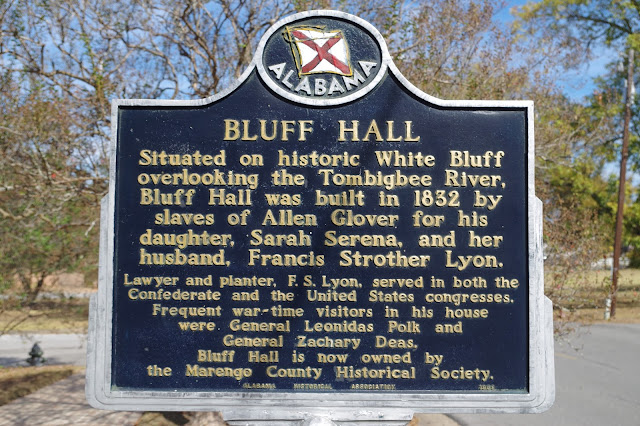 ALABAMA
BLUFF HALL
Situated on historic White Bluff
overlooking the Tombigbee River,
Bluff Hall was built in 1832 by
slaves of Allen Glover for his
daughter, Sarah Serena, and her
husband, Francis Strother Lyon.
Lawyer and planter, F. S. Lyon, served in both the
Confederate and the United States congresses.
Frequent war-time visitors in his house
were General Leonidas Polk and
General Zachary Deas.
Bluff Hall is now owned by
the Marengo County Historical Society.
ALABAMA HISTORICAL ASSOCIATION